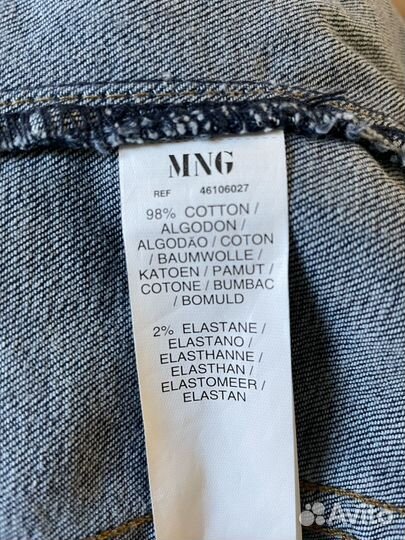 MNG
REF 46106027
98% COTTON /
ALGODON /
ALGODÃO / COTON
/ BAUMWOLLE /
KATOEN / PAMUT /
COTONE / BUMBAC
/ BOMULD
2% ELASTANE /
ELASTANO /
ELASTHANNE /
ELASTHAN /
ELASTOMEER /
ELASTAN
Avito